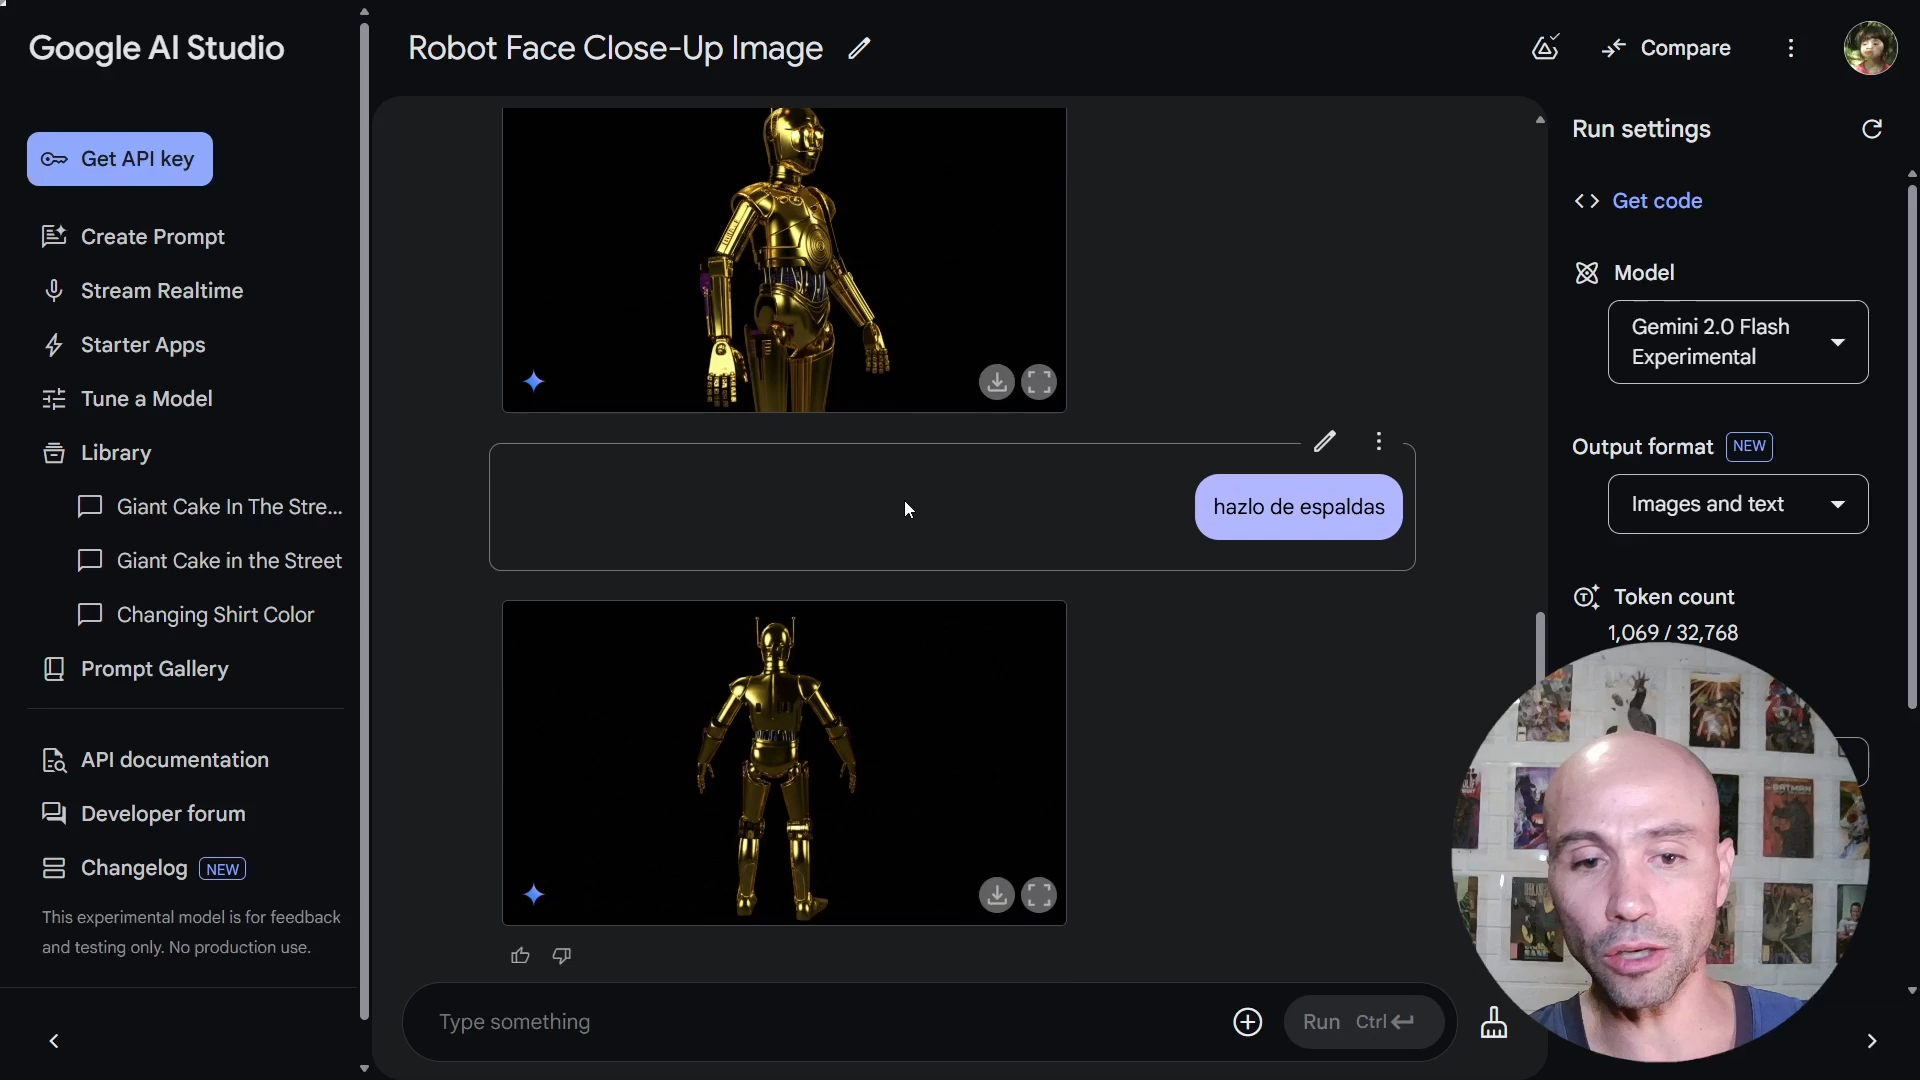 Google AI Studio
Get API key
Create Prompt
Stream Realtime
Starter Apps
Tune a Model
Library
Giant Cake In The Stre...
Giant Cake in the Street
Changing Shirt Color
Prompt Gallery
API documentation
Developer forum
Changelog NEW
This experimental model is for feedback
and testing only. No production use.
Robot Face Close-Up Image
Compare
hazlo de espaldas
Type something
Run Ctrl
Run settings
Get code
Model
Gemini 2.0 Flash
Experimental
Output format NEW
Images and text
Token count
1,069 / 32,768
BATMAN